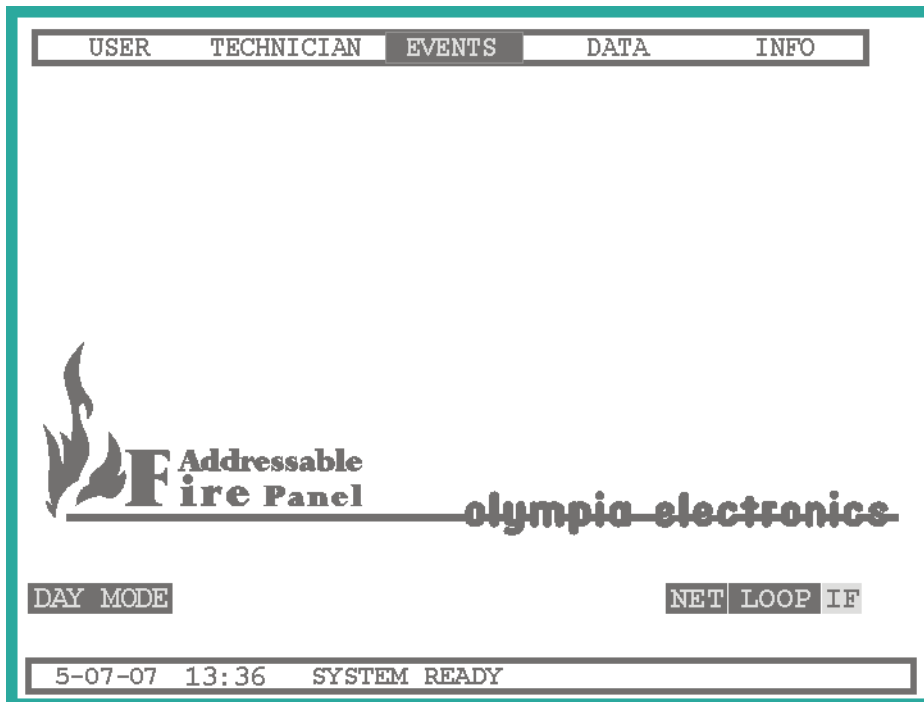 USER TECHNICIAN EVENTS DATA INFO
Addressable
Fire Panel
olympia electronics
DAY MODE NET LOOP IF
5-07-07 13:36 SYSTEM READY